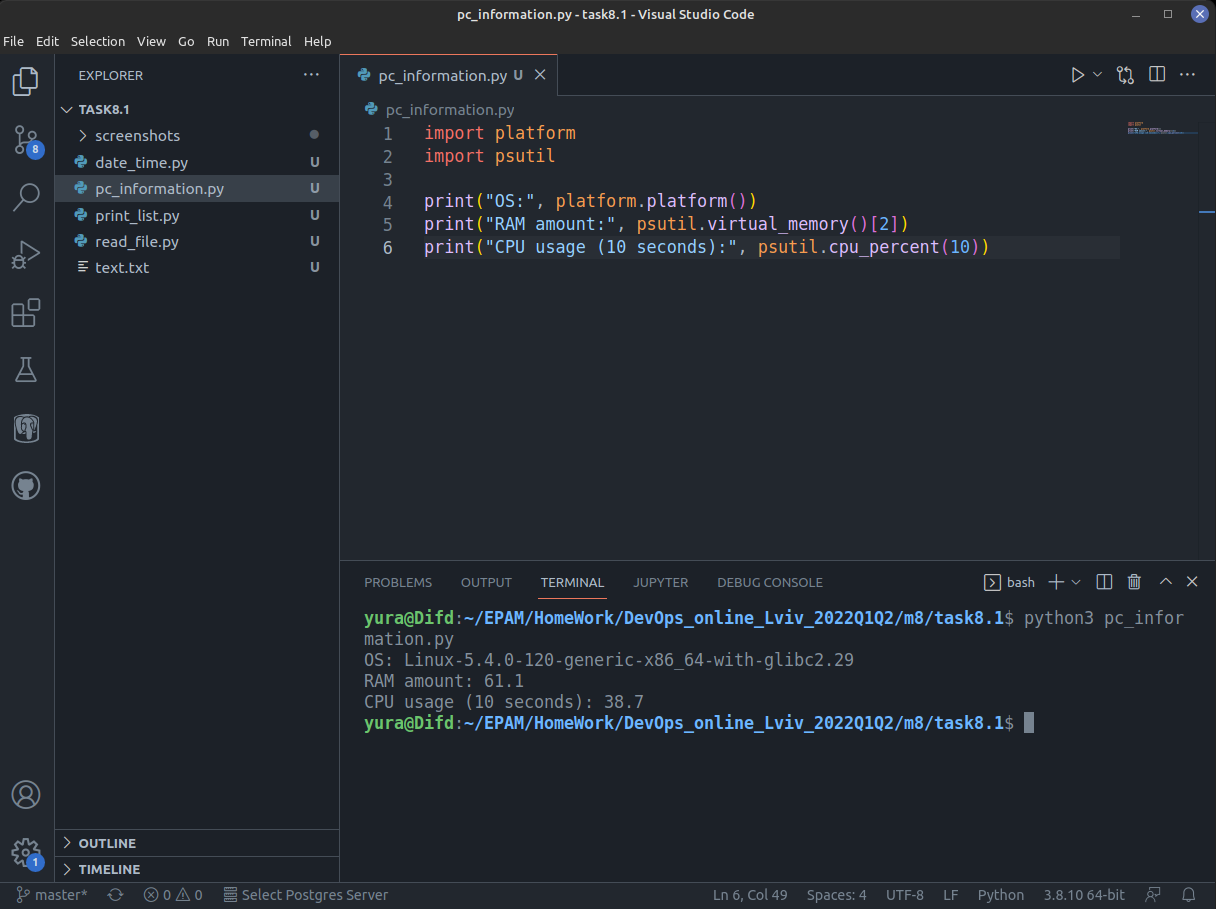 pc_information.py - task8.1 - Visual Studio Code
File Edit Selection View Go Run Terminal Help
EXPLORER
TASK8.1
screenshots
date_time.py U
pc_information.py U
print_list.py U
read_file.py U
text.txt U
OUTLINE
TIMELINE
8
1
pc_information.py U
pc_information.py
1 import platform
2 import psutil
3
4 print("OS:", platform.platform())
5 print("RAM amount:", psutil.virtual_memory()[2])
6 print("CPU usage (10 seconds):", psutil.cpu_percent(10))
PROBLEMS OUTPUT TERMINAL JUPYTER DEBUG CONSOLE bash
yura@Difd:~/EPAM/HomeWork/DevOps_online_Lviv_2022Q1Q2/m8/task8.1$ python3 pc_infor
mation.py
OS: Linux-5.4.0-120-generic-x86_64-with-glibc2.29
RAM amount: 61.1
CPU usage (10 seconds): 38.7
yura@Difd:~/EPAM/HomeWork/DevOps_online_Lviv_2022Q1Q2/m8/task8.1$
master* 0 0 Select Postgres Server Ln 6, Col 49 Spaces: 4 UTF-8 LF Python 3.8.10 64-bit